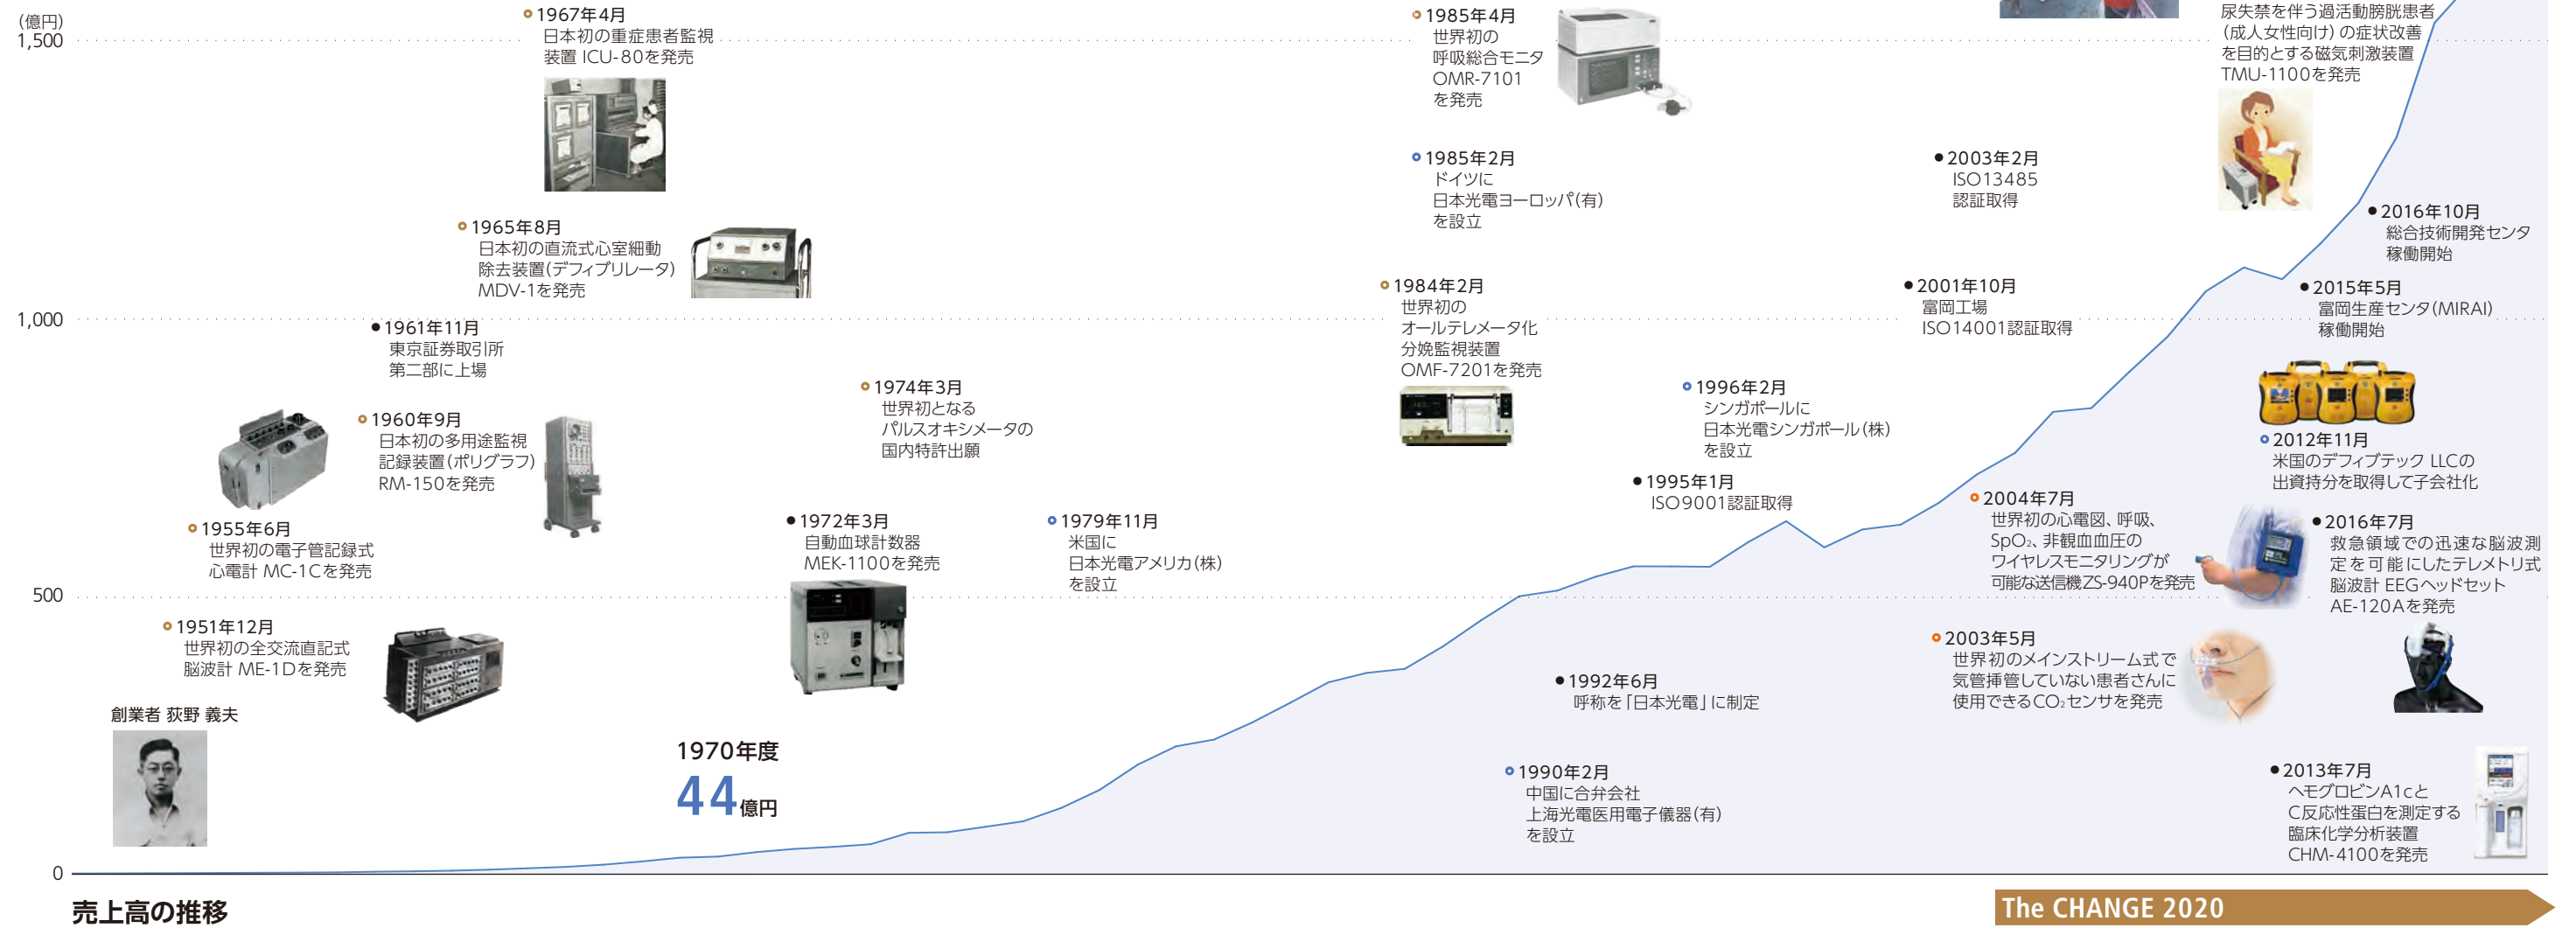 （億円）
1,500
1,000
500
0
1967年4月
日本初の重症患者監視
装置 ICU-80を発売
1965年8月
日本初の直流式心室細動
除去装置（デフィブリレータ）
MDV-1を発売
1961年11月
東京証券取引所
第二部に上場
1960年9月
日本初の多用途監視
記録装置（ポリグラフ）
RM-150を発売
1955年6月
世界初の電子管記録式
心電計 MC-1Cを発売
1951年12月
世界初の全交流直記式
脳波計 ME-1Dを発売
創業者 荻野 義夫
1974年3月
世界初となる
パルスオキシメータの
国内特許出願
1972年3月
自動血球計数器
MEK-1100を発売
1979年11月
米国に
日本光電アメリカ（株）
を設立
1970年度
44億円
1985年4月
世界初の
呼吸総合モニタ
OMR-7101
を発売
1985年2月
ドイツに
日本光電ヨーロッパ（有）
を設立
1984年2月
世界初の
オールテレメータ化
分娩監視装置
OMF-7201を発売
1996年2月
シンガポールに
日本光電シンガポール（株）
を設立
1995年1月
ISO9001認証取得
1992年6月
呼称を「日本光電」に制定
1990年2月
中国に合弁会社
上海光電医用電子儀器（有）
を設立
2003年2月
ISO13485
認証取得
2001年10月
富岡工場
ISO14001認証取得
2004年7月
世界初の心電図、呼吸、
SpO₂、非観血血圧の
ワイヤレスモニタリングが
可能な送信機ZS-940Pを発売
2003年5月
世界初のメインストリーム式で
気管挿管していない患者さんに
使用できるCO₂センサを発売
尿失禁を伴う過活動膀胱患者
（成人女性向け）の症状改善
を目的とする磁気刺激装置
TMU-1100を発売
2016年10月
総合技術開発センタ
稼働開始
2015年5月
富岡生産センタ（MIRAI）
稼働開始
2012年11月
米国のデフィブテック LLCの
出資持分を取得して子会社化
2016年7月
救急領域での迅速な脳波測
定を可能にしたテレメトリ式
脳波計 EEGヘッドセット
AE-120Aを発売
2013年7月
ヘモグロビンA1cと
C反応性蛋白を測定する
臨床化学分析装置
CHM-4100を発売
売上高の推移
The CHANGE 2020